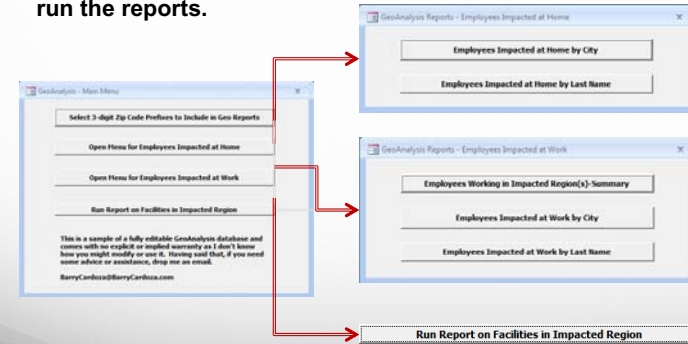 run the reports.
GeoAnalysis - Main Menu
Select 3-digit Zip Code Prefixes to Include in Geo Reports
Open Menu for Employees Impacted at Home
Open Menu for Employees Impacted at Work
Run Report on Facilities in Impacted Region
This is a sample of a fully editable GeoAnalysis database and
comes with no explicit or implied warranty as I don't know
how you might modify or use it. Having said that, if you need
some advice or assistance, drop me an email.
BarryCardoza@BarryCardoza.com
GeoAnalysis Reports - Employees Impacted at Home
Employees Impacted at Home by City
Employees Impacted at Home by Last Name
GeoAnalysis Reports - Employees Impacted at Work
Employees Working in Impacted Region(s)-Summary
Employees Impacted at Work by City
Employees Impacted at Work by Last Name
Run Report on Facilities in Impacted Region